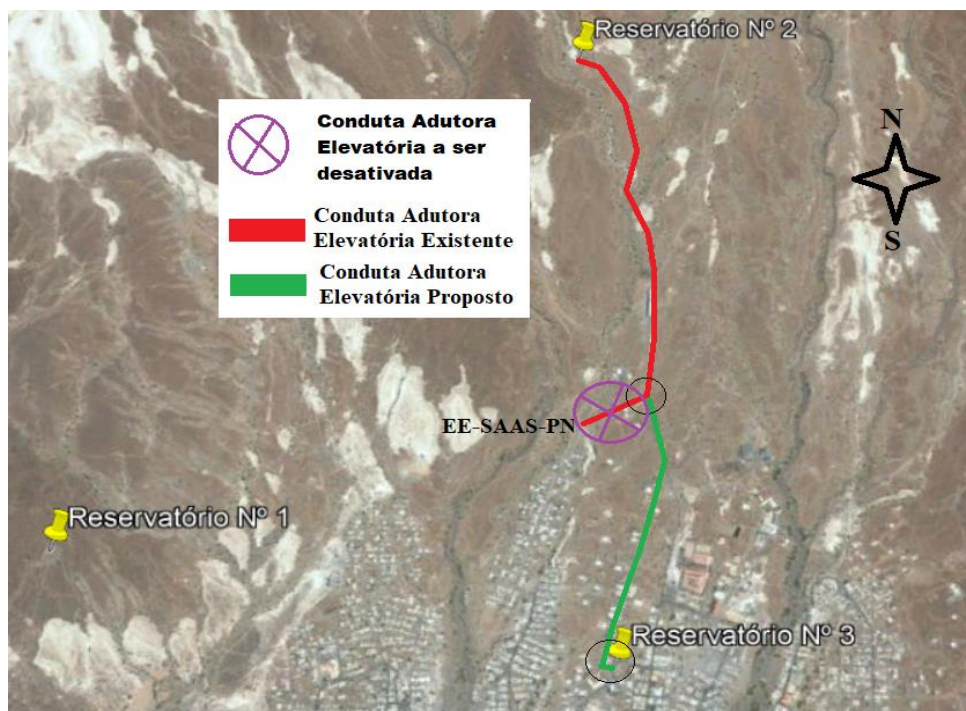 Reservatório Nº 2
Conduta Adutora
Elevatória a ser
desativada
Conduta Adutora
Elevatória Existente
Conduta Adutora
Elevatória Proposto
N
S
EE-SAAS-PN
Reservatório Nº 1
Reservatório Nº 3